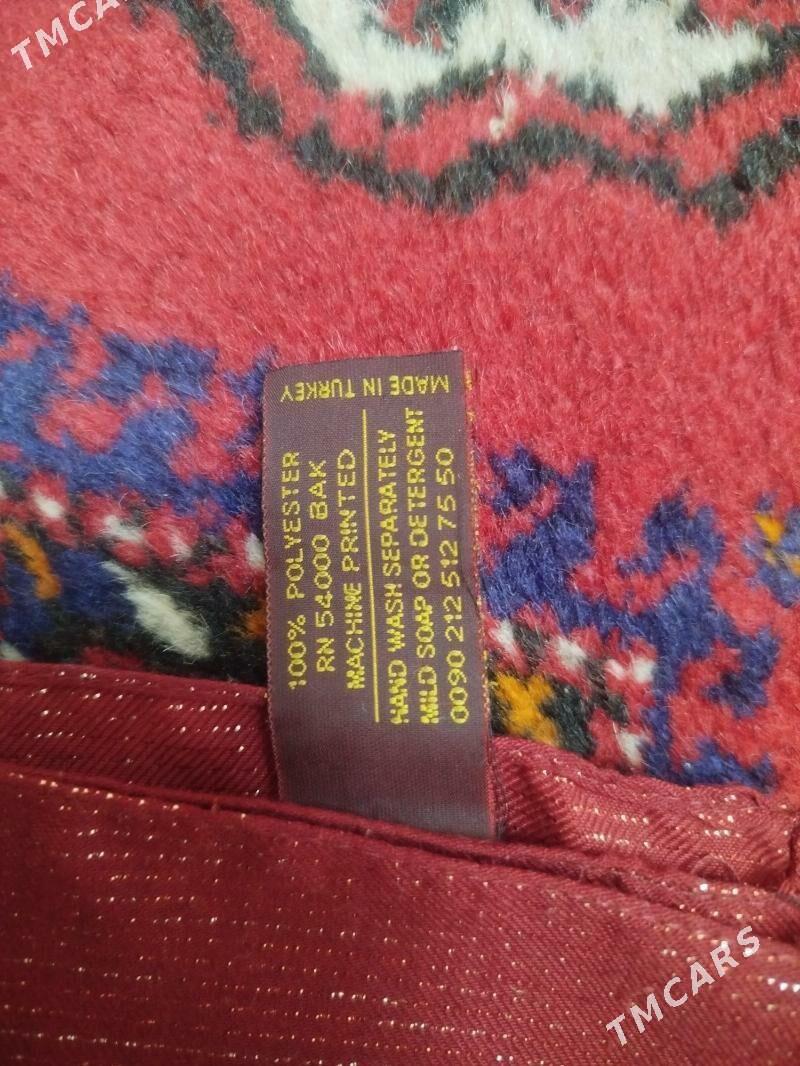 TMCARS
MADE IN TURKEY
100% POLYESTER
RN 54000 BAK
MACHINE PRINTED
HAND WASH SEPARATELY
MILD SOAP OR DETERGENT
0090 212 512 75 50
TMCARS